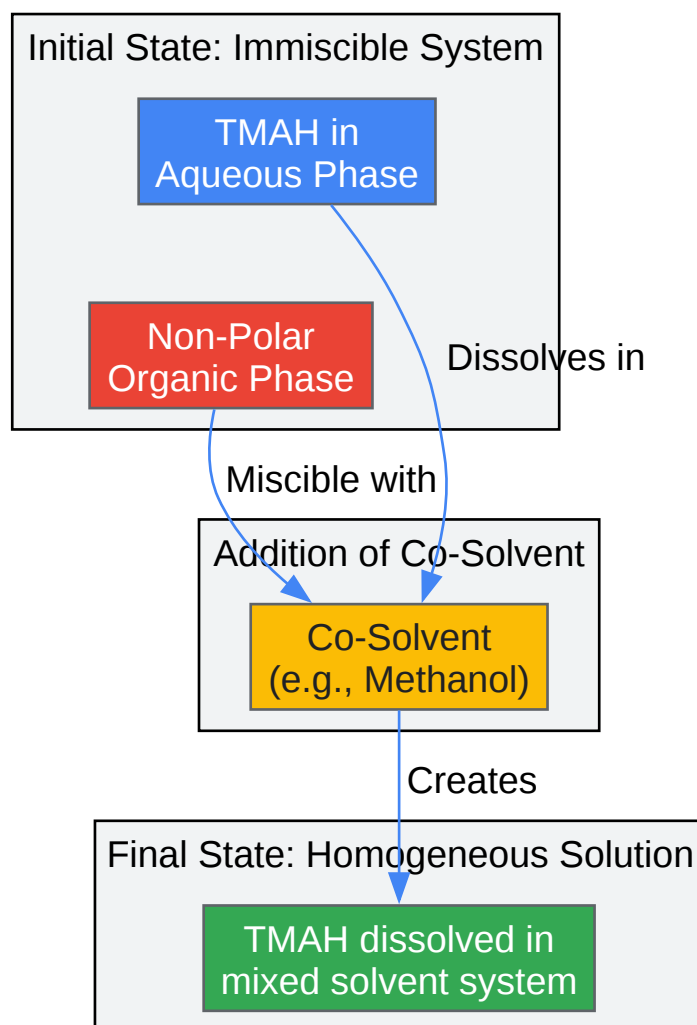 Initial State: Immiscible System
TMAH in
Aqueous Phase
Non-Polar
Organic Phase
Dissolves in
Miscible with
Addition of Co-Solvent
Co-Solvent
(e.g., Methanol)
Creates
Final State: Homogeneous Solution
TMAH dissolved in
mixed solvent system